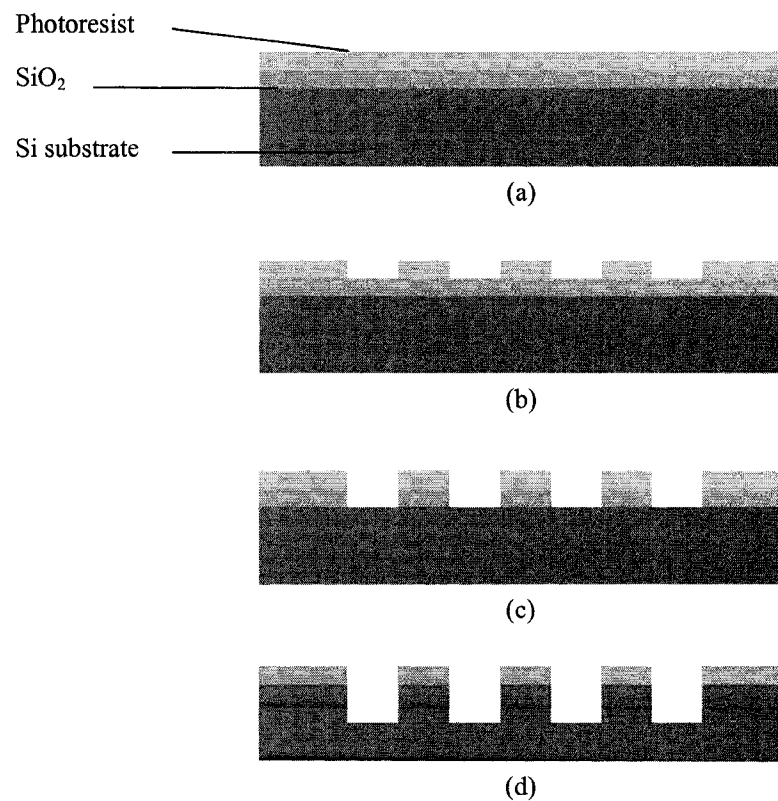 Photoresist
SiO₂
Si substrate
(a)
(b)
(c)
(d)